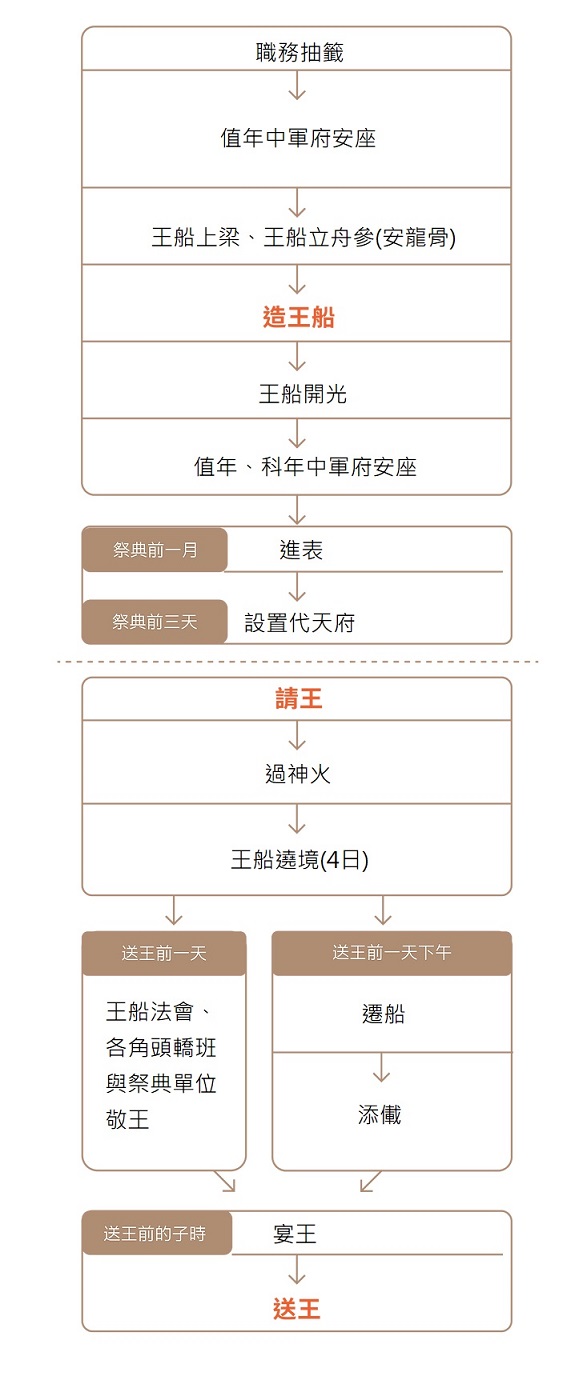 職務抽籤
值年中軍府安座
王船上梁、王船立舟參(安龍骨)
造王船
王船開光
值年、科年中軍府安座
祭典前一月
進表
祭典前三天
設置代天府
請王
過神火
王船遶境(4日)
送王前一天
王船法會、
各角頭轎班
與祭典單位
敬王
送王前一天下午
遷船
添儎
送王前的子時
宴王
送王